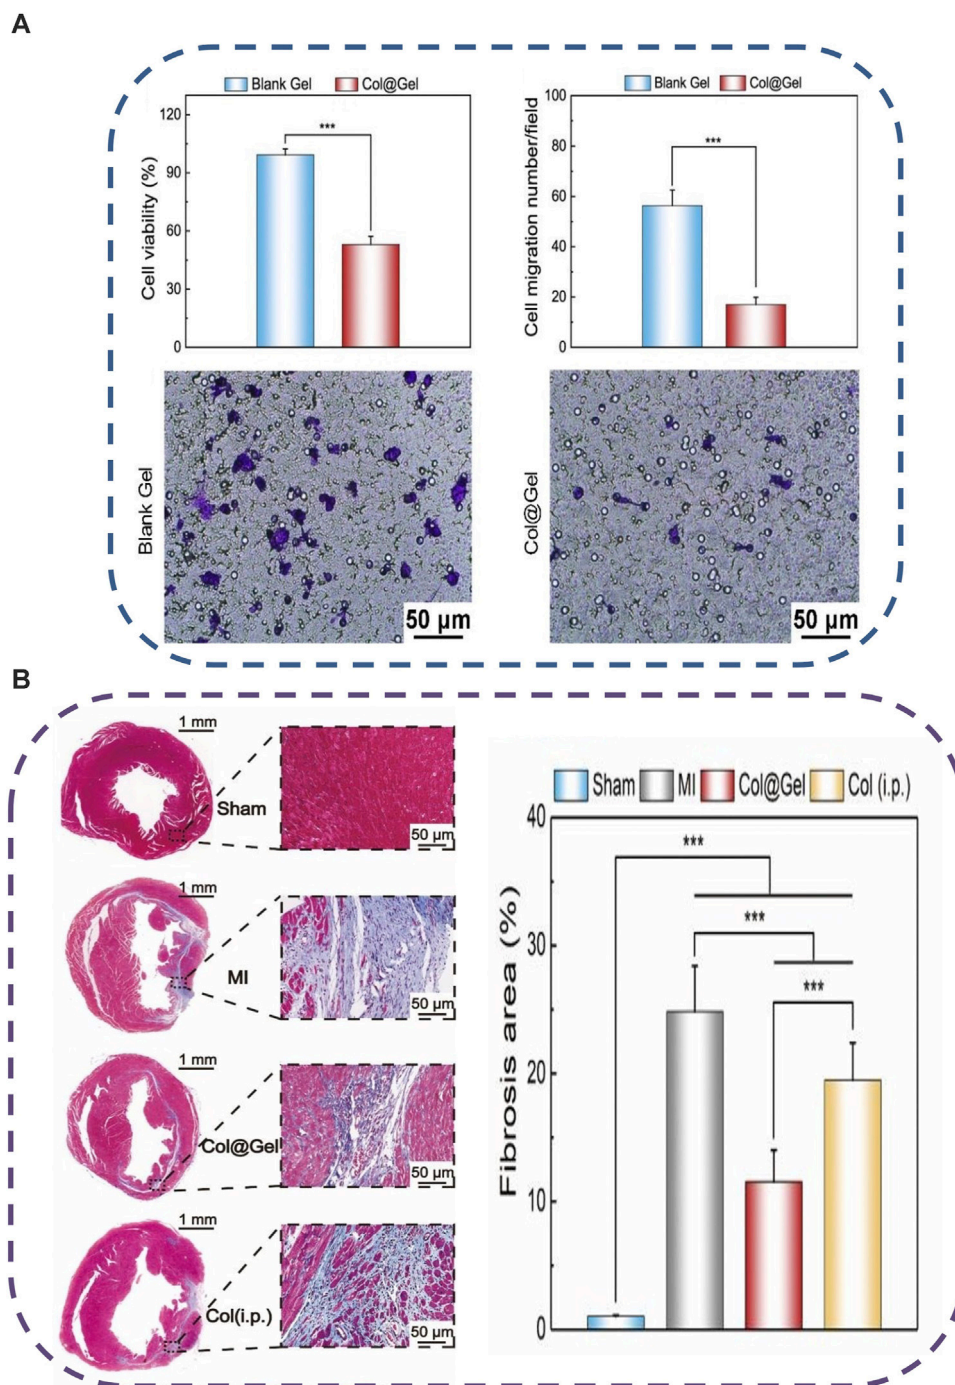 A
Blank Gel Col@Gel
Cell viability (%)
120
90
60
30
0
***
Blank Gel Col@Gel
Cell migration number/field
100
80
60
40
20
0
***
Blank Gel
50 µm
Col@Gel
50 µm
B
1 mm
Sham
50 µm
1 mm
MI
50 µm
1 mm
Col@Gel
50 µm
1 mm
Col(i.p.)
50 µm
Sham MI Col@Gel Col (i.p.)
Fibrosis area (%)
40
30
20
10
0
***
***
***